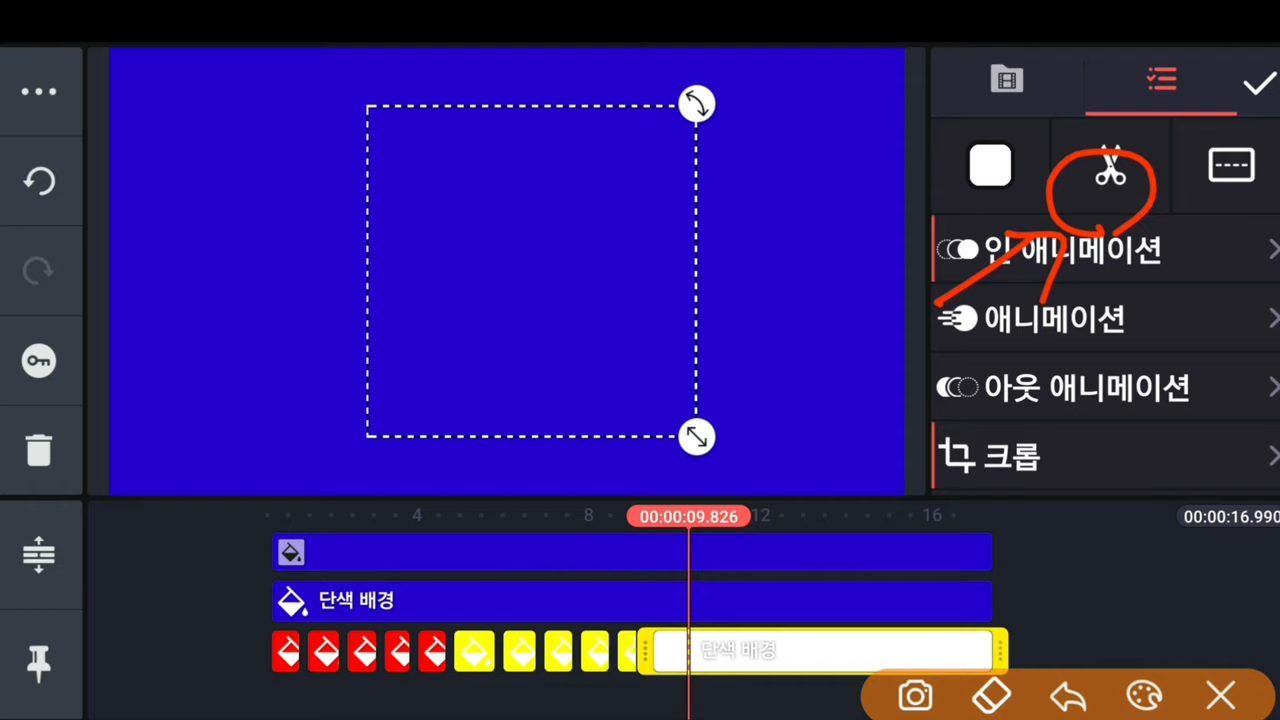 인 애니메이션
애니메이션
아웃 애니메이션
크롭
4
8
00:00:09.826
12
16
00:00:16.990
단색 배경
단색 배경